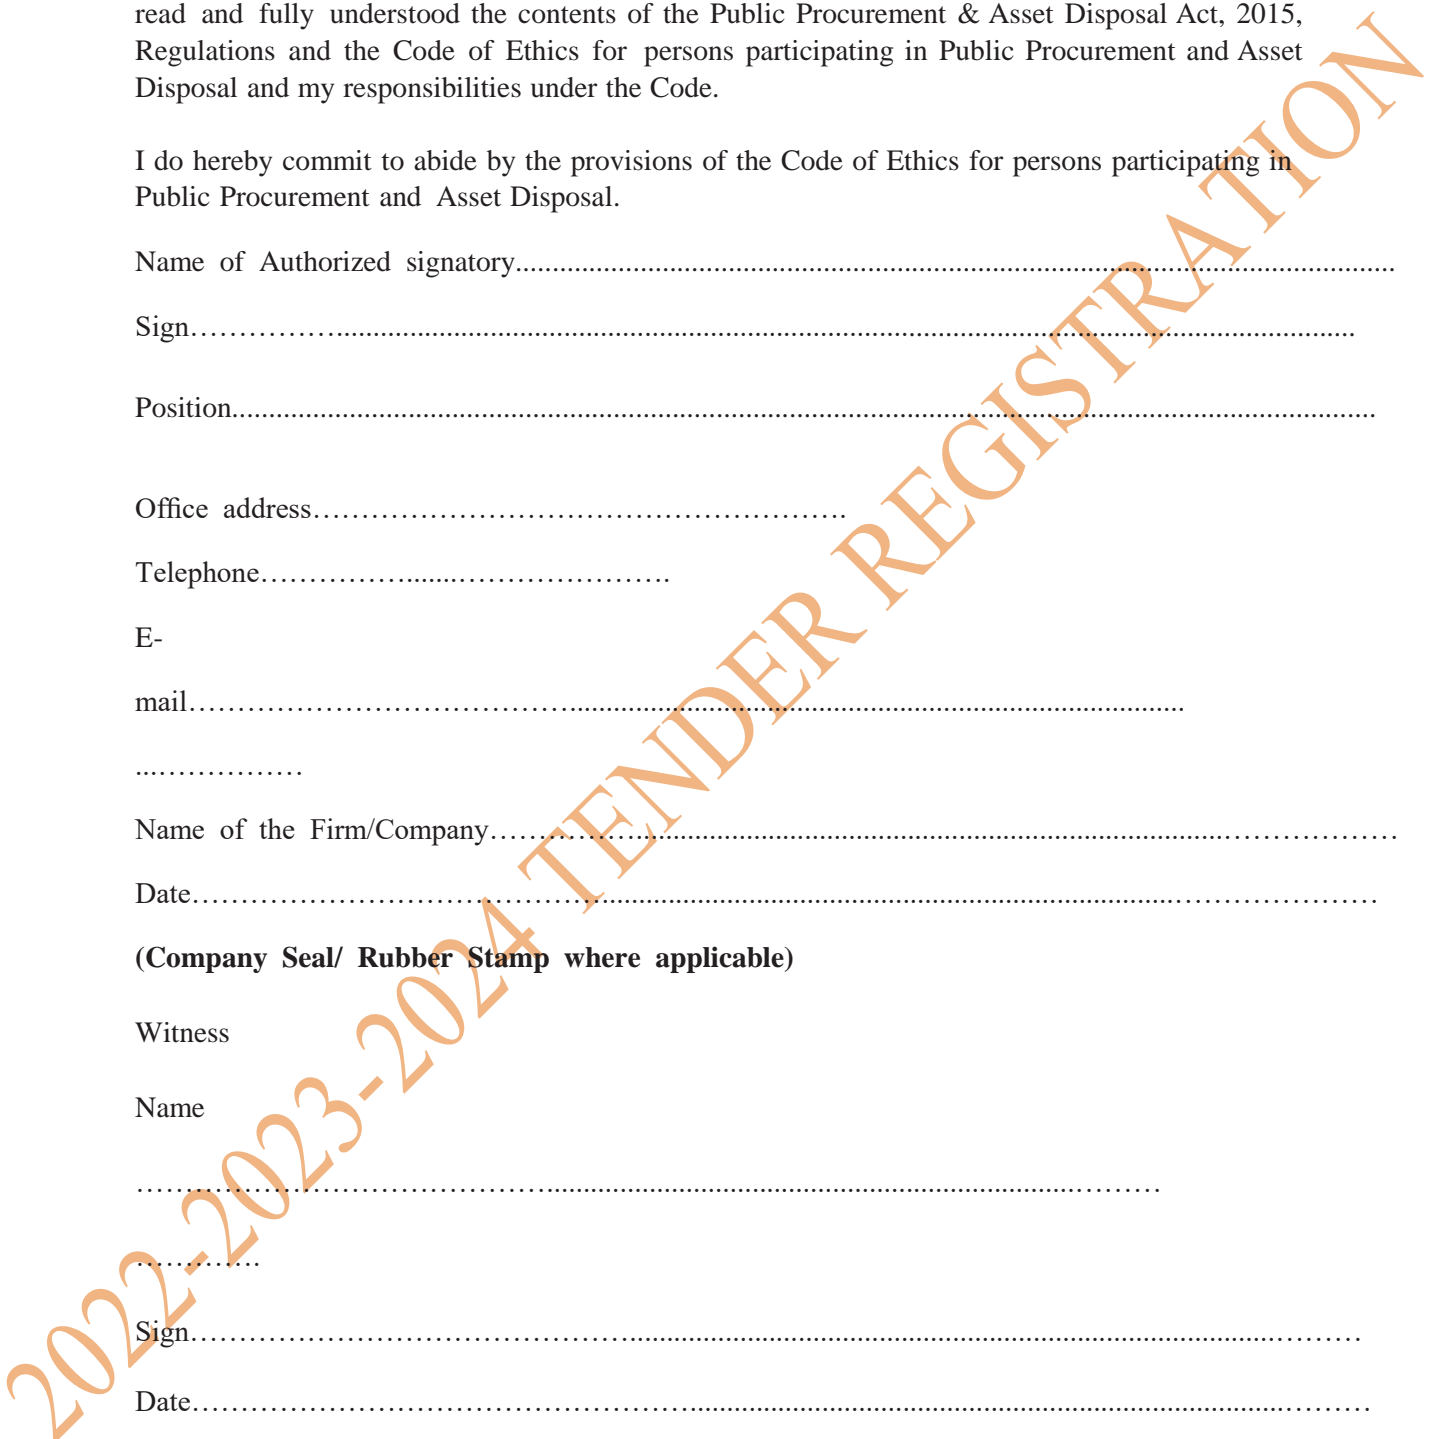 read and fully understood the contents of the Public Procurement & Asset Disposal Act, 2015,
Regulations and the Code of Ethics for persons participating in Public Procurement and Asset
Disposal and my responsibilities under the Code.
I do hereby commit to abide by the provisions of the Code of Ethics for persons participating in
Public Procurement and Asset Disposal.
Name of Authorized signatory........................................................................................................................
Sign……………...........................................................................................................................................
Position...........................................................................................................................................................
Office address……………………………………………….
Telephone…………….......………………….
E-
mail…………………………………...................................................................................
...……………
Name of the Firm/Company……………................................................................................………………
Date……………………………………..............................................................................…………………
(Company Seal/ Rubber Stamp where applicable)
Witness
Name
……………………………………........................................................................………
………….
Sign………………………………………........................................................................................………
Date……………………………………………................................................................................………
2022-2023-2024 TENDER REGISTRATION